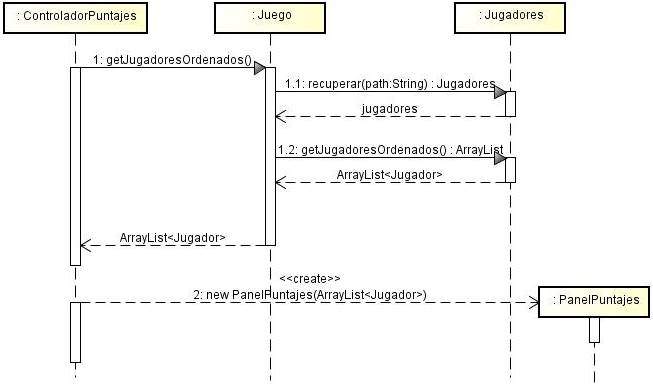 : ControladorPuntajes
: Juego
: Jugadores
1: getJugadoresOrdenados()
1.1: recuperar(path:String) : Jugadores
jugadores
1.2: getJugadoresOrdenados() : ArrayList
ArrayList<Jugador>
ArrayList<Jugador>
<<create>>
2: new PanelPuntajes(ArrayList<Jugador>)
: PanelPuntajes